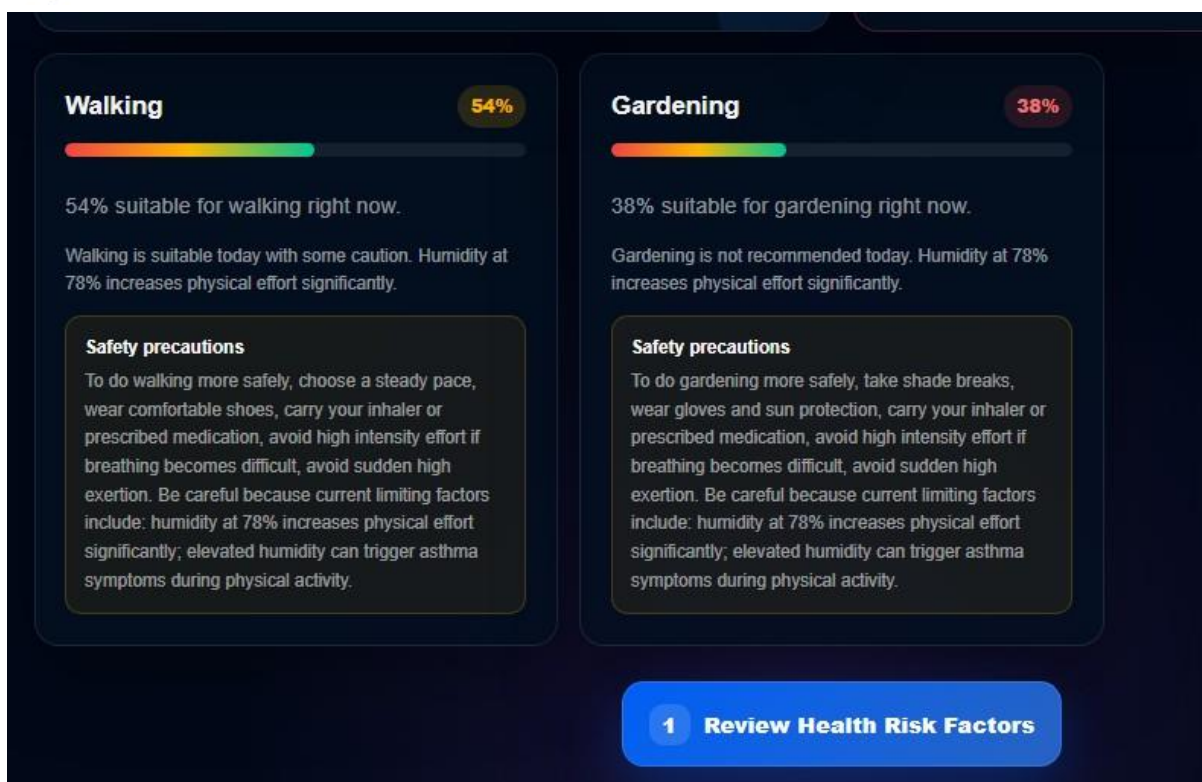 Walking
54%
54% suitable for walking right now.
Walking is suitable today with some caution. Humidity at
78% increases physical effort significantly.
Safety precautions
To do walking more safely, choose a steady pace,
wear comfortable shoes, carry your inhaler or
prescribed medication, avoid high intensity effort if
breathing becomes difficult, avoid sudden high
exertion. Be careful because current limiting factors
include: humidity at 78% increases physical effort
significantly; elevated humidity can trigger asthma
symptoms during physical activity.
Gardening
38%
38% suitable for gardening right now.
Gardening is not recommended today. Humidity at 78%
increases physical effort significantly.
Safety precautions
To do gardening more safely, take shade breaks,
wear gloves and sun protection, carry your inhaler or
prescribed medication, avoid high intensity effort if
breathing becomes difficult, avoid sudden high
exertion. Be careful because current limiting factors
include: humidity at 78% increases physical effort
significantly; elevated humidity can trigger asthma
symptoms during physical activity.
1 Review Health Risk Factors